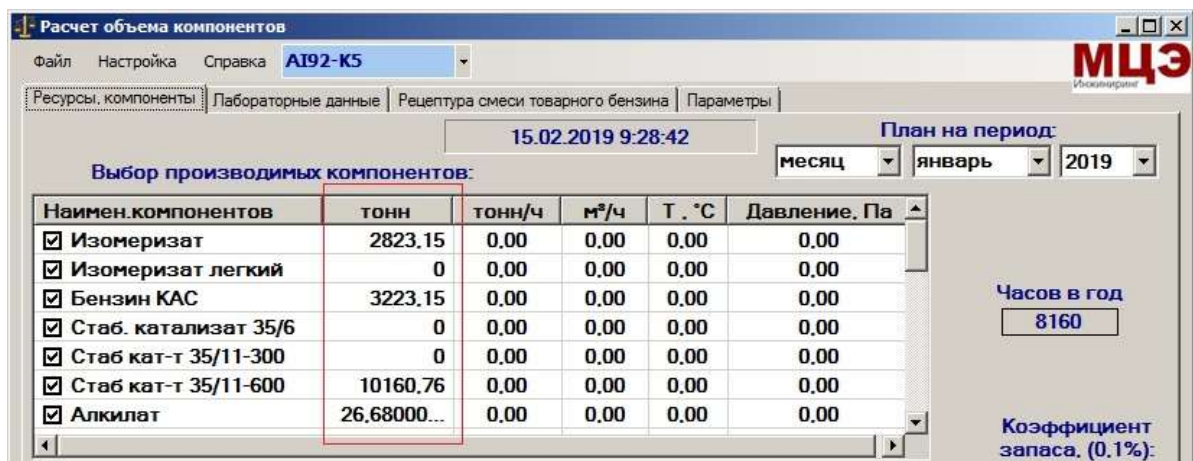 Расчет объема компонентов
Файл Настройка Справка AI92-K5
МЦЭ
Инжиниринг
Ресурсы, компоненты Лабораторные данные Рецептура смеси товарного бензина Параметры
15.02.2019 9:28:42
План на период:
месяц январь 2019
Выбор производимых компонентов:
Наимен.компонентов тонн тонн/ч м³/ч Т , °C Давление, Па
Изомеризат 2823,15 0,00 0,00 0,00 0,00
Изомеризат легкий 0 0,00 0,00 0,00 0,00
Бензин КАС 3223,15 0,00 0,00 0,00 0,00
Стаб. катализат 35/6 0 0,00 0,00 0,00 0,00
Стаб кат-т 35/11-300 0 0,00 0,00 0,00 0,00
Стаб кат-т 35/11-600 10160,76 0,00 0,00 0,00 0,00
Алкилат 26,68000... 0,00 0,00 0,00 0,00
Часов в год
8160
Коэффициент
запаса, (0,1%):